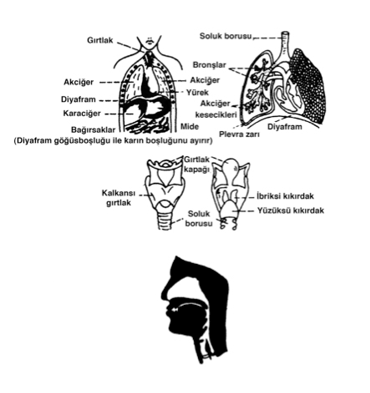 Gırtlak
Akciğer
Diyafram
Karaciğer
Bağırsaklar
Akciğer
Yürek
Mide
(Diyafram göğüsboşluğu ile karın boşluğunu ayırır)
Soluk borusu
Bronşlar
Akciğer
kesecikleri
Plevra zarı
Diyafram
Gırtlak
kapağı
Kalkansı
gırtlak
Soluk
borusu
İbriksi kıkırdak
Yüzüksü kıkırdak